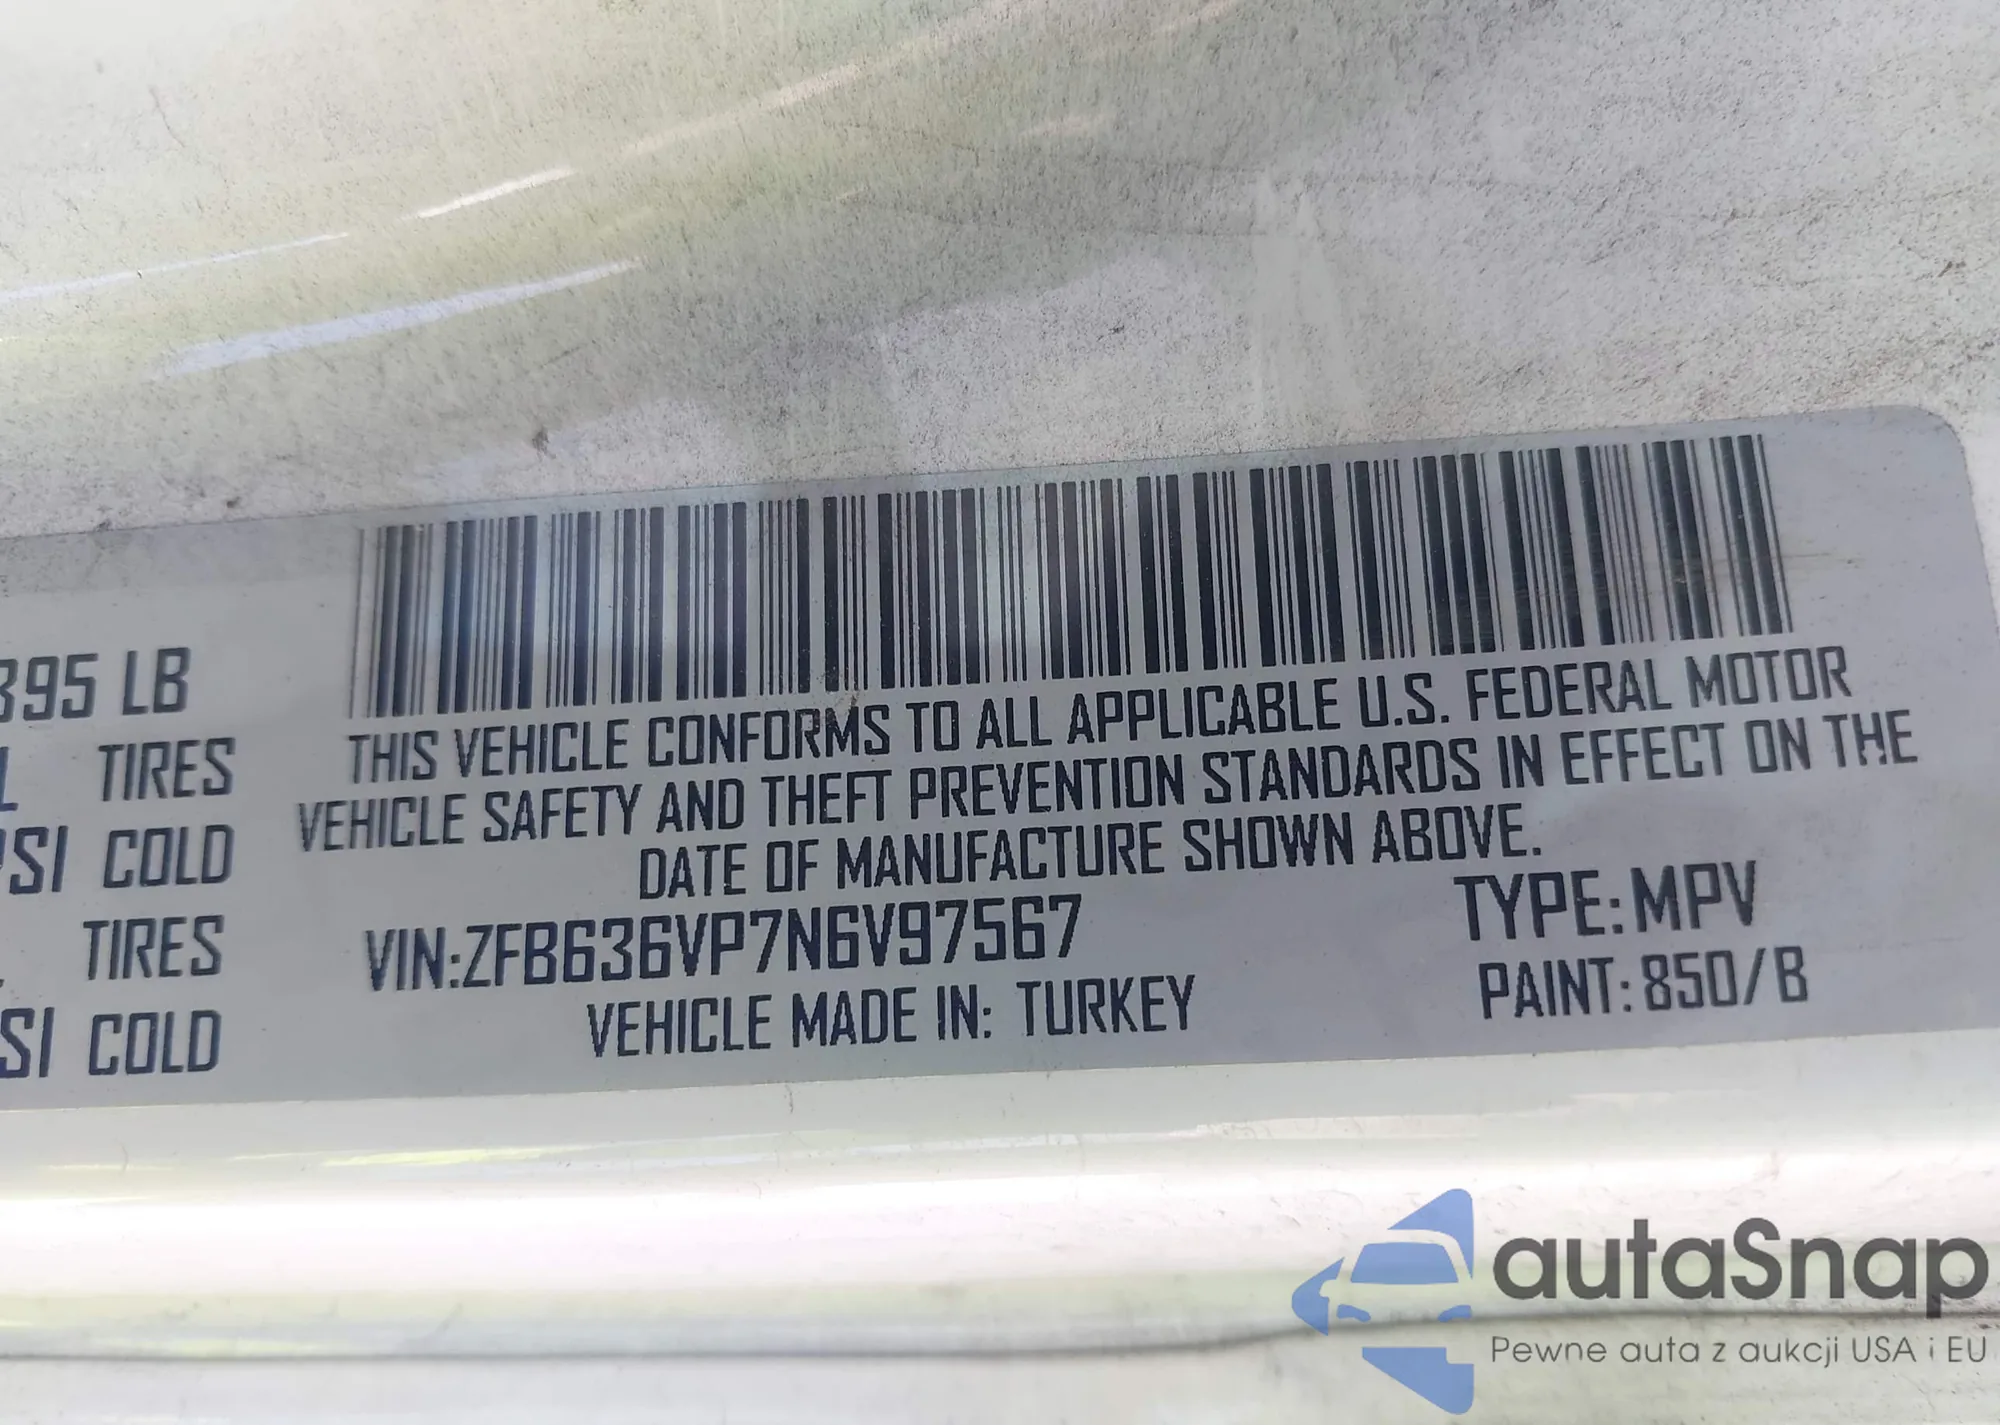 395 LB
TIRES
PSI COLD
TIRES
SI COLD
THIS VEHICLE CONFORMS TO ALL APPLICABLE U.S. FEDERAL MOTOR
VEHICLE SAFETY AND THEFT PREVENTION STANDARDS IN EFFECT ON THE
DATE OF MANUFACTURE SHOWN ABOVE.
VIN:ZFB636VP7N6V97567
TYPE:MPV
VEHICLE MADE IN: TURKEY
PAINT:850/B
autaSnap
Pewne auta z aukcji USA i EU